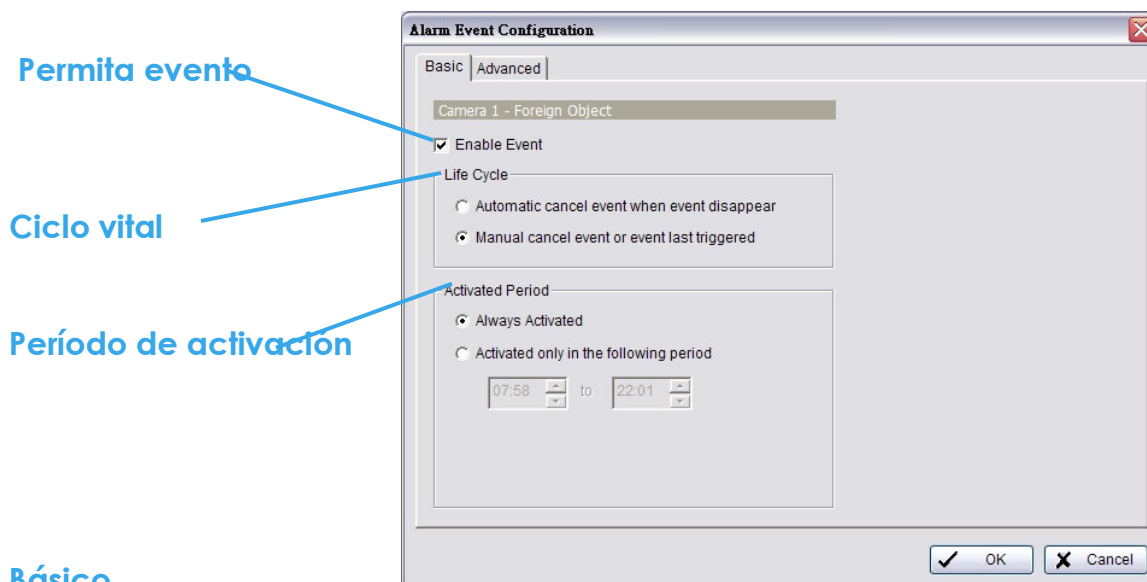 Alarm Event Configuration
Permita evento
Basic Advanced
Camera 1 - Foreign Object
Enable Event
Life Cycle
Automatic cancel event when event disappear
Ciclo vital
Manual cancel event or event last triggered
Activated Period
Always Activated
Período de activación
Activated only in the following period
07:58 to 22:01
OK Cancel
Básico